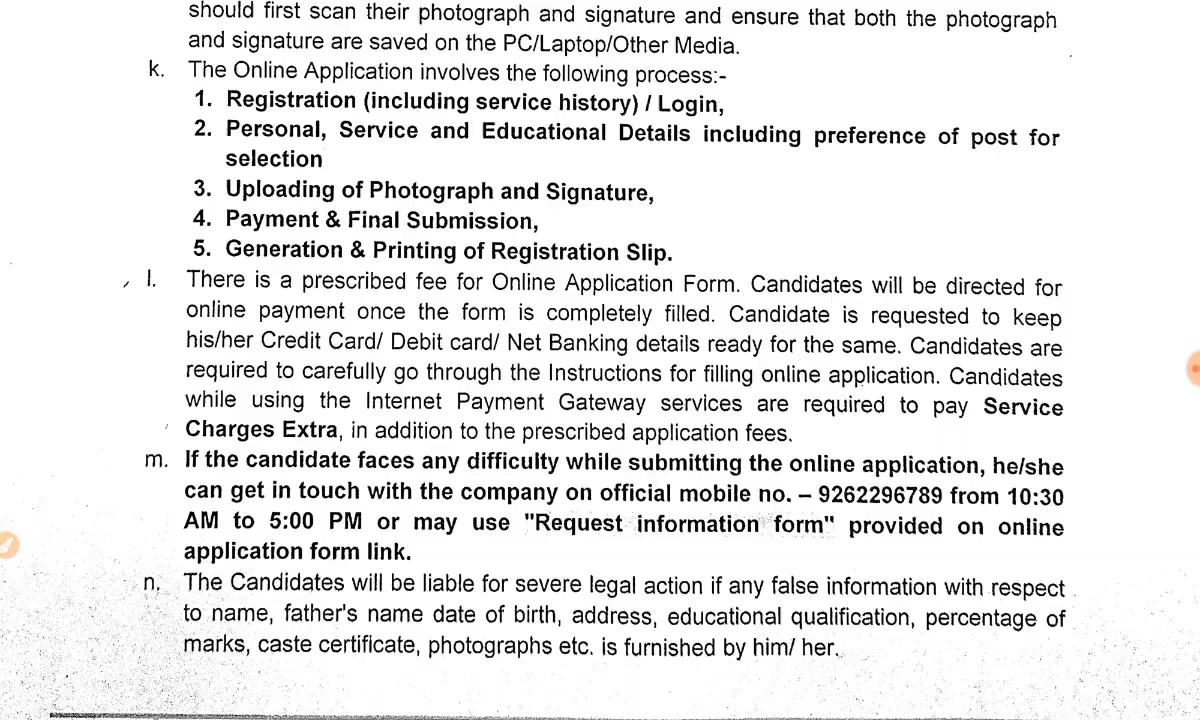 should first scan their photograph and signature and ensure that both the photograph
and signature are saved on the PC/Laptop/Other Media.
k. The Online Application involves the following process:-
1. Registration (including service history) / Login,
2. Personal, Service and Educational Details including preference of post for
selection
3. Uploading of Photograph and Signature,
4. Payment & Final Submission,
5. Generation & Printing of Registration Slip.
l. There is a prescribed fee for Online Application Form. Candidates will be directed for
online payment once the form is completely filled. Candidate is requested to keep
his/her Credit Card/ Debit card/ Net Banking details ready for the same. Candidates are
required to carefully go through the Instructions for filling online application. Candidates
while using the Internet Payment Gateway services are required to pay Service
Charges Extra, in addition to the prescribed application fees.
m. If the candidate faces any difficulty while submitting the online application, he/she
can get in touch with the company on official mobile no. – 9262296789 from 10:30
AM to 5:00 PM or may use "Request information form" provided on online
application form link.
n. The Candidates will be liable for severe legal action if any false information with respect
to name, father's name date of birth, address, educational qualification, percentage of
marks, caste certificate, photographs etc. is furnished by him/ her.